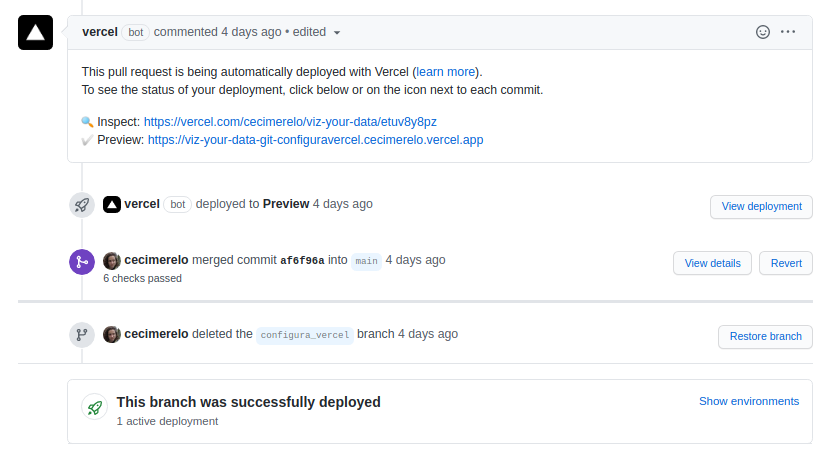 vercel bot commented 4 days ago • edited
This pull request is being automatically deployed with Vercel (learn more).
To see the status of your deployment, click below or on the icon next to each commit.
Inspect: https://vercel.com/cecimerelo/viz-your-data/etuv8y8pz
Preview: https://viz-your-data-git-configuravercel.cecimerelo.vercel.app
vercel bot deployed to Preview 4 days ago
View deployment
cecimerelo merged commit af6f96a into main 4 days ago
View details
Revert
6 checks passed
cecimerelo deleted the configura_vercel branch 4 days ago
Restore branch
This branch was successfully deployed
Show environments
1 active deployment